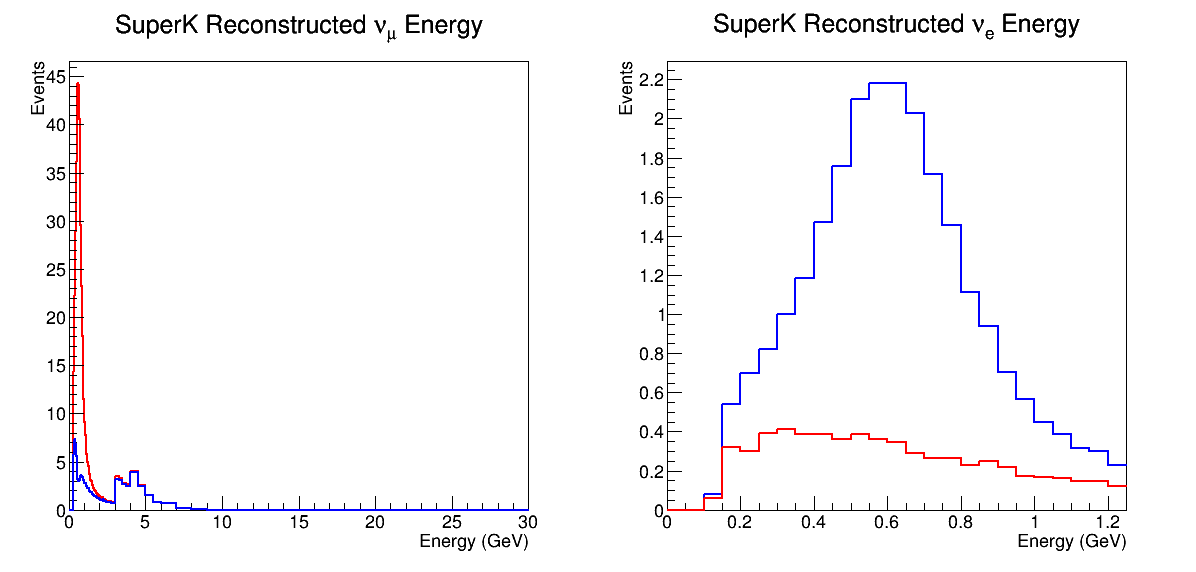 SuperK Reconstructed νμ Energy
Events
45
40
35
30
25
20
15
10
5
0
0 5 10 15 20 25 30
Energy (GeV)
SuperK Reconstructed νe Energy
Events
2.2
2
1.8
1.6
1.4
1.2
1
0.8
0.6
0.4
0.2
0
0 0.2 0.4 0.6 0.8 1 1.2
Energy (GeV)